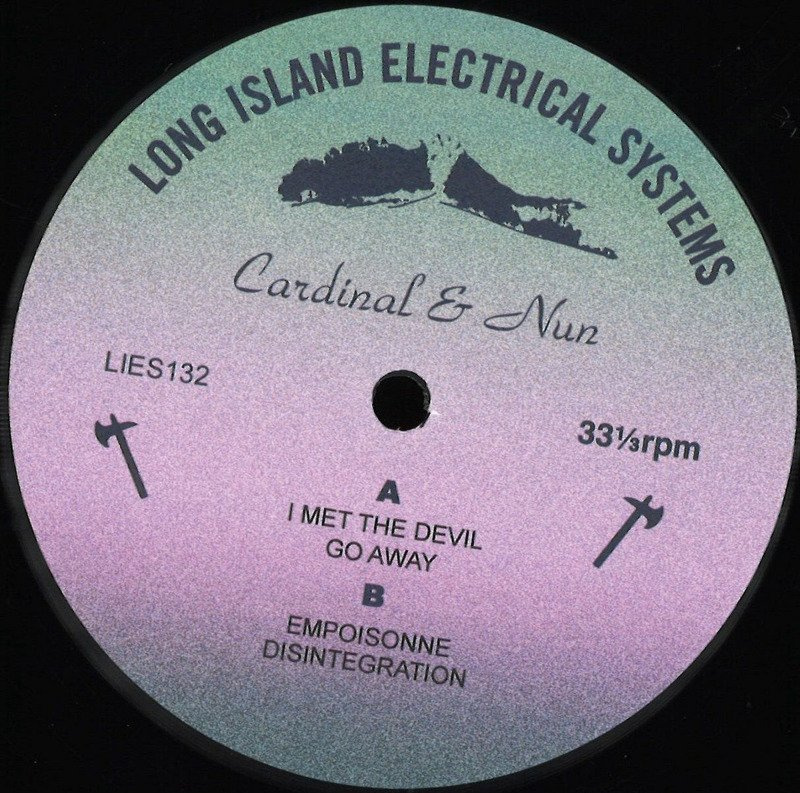 LONG ISLAND ELECTRICAL SYSTEMS
Cardinal & Nun
LIES132
33⅓rpm
A
I MET THE DEVIL
GO AWAY
B
EMPOISONNE
DISINTEGRATION